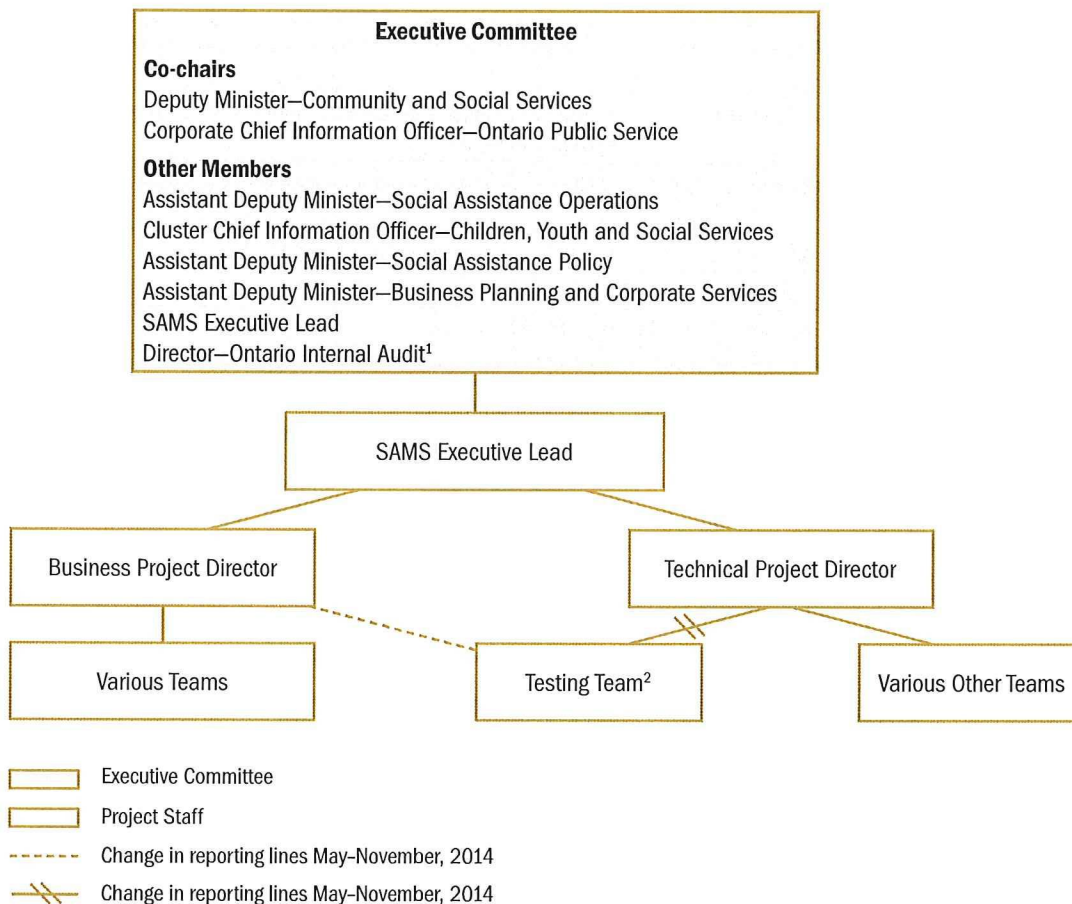 Executive Committee
Co-chairs
Deputy Minister—Community and Social Services
Corporate Chief Information Officer—Ontario Public Service
Other Members
Assistant Deputy Minister—Social Assistance Operations
Cluster Chief Information Officer—Children, Youth and Social Services
Assistant Deputy Minister—Social Assistance Policy
Assistant Deputy Minister—Business Planning and Corporate Services
SAMS Executive Lead
Director—Ontario Internal Audit¹
SAMS Executive Lead
Business Project Director
Technical Project Director
Various Teams
Testing Team²
Various Other Teams
Executive Committee
Project Staff
Change in reporting lines May–November, 2014
Change in reporting lines May–November, 2014